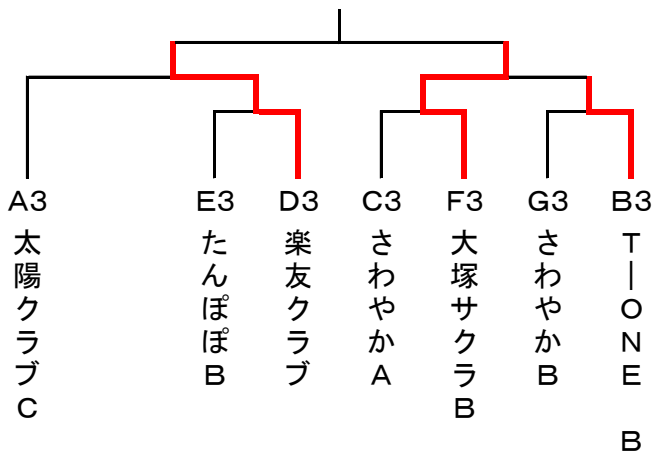 A3
E3
D3
C3
F3
G3
B3
太陽クラブC
たんぽぽB
楽友クラブ
さわやかA
大塚サクラB
さわやかB
T|ONE B